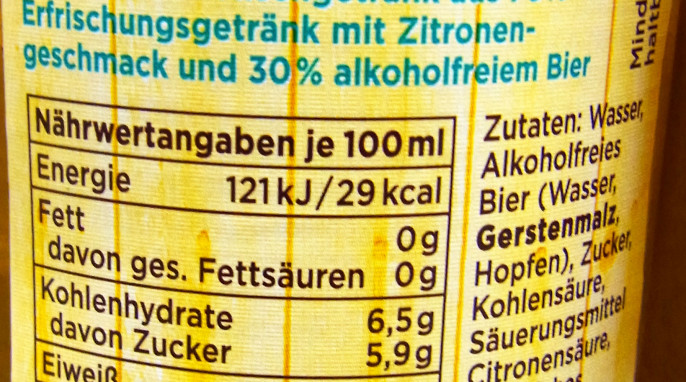 Erfrischungsgetränk mit Zitronen-
geschmack und 30% alkoholfreiem Bier
Nährwertangaben je 100ml
Energie 121kJ/29kcal
Fett 0g
davon ges. Fettsäuren 0g
Kohlenhydrate 6,5g
davon Zucker 5,9g
Eiweiß
Zutaten: Wasser,
Alkoholfreies
Bier (Wasser,
Gerstenmalz,
Hopfen), Zucker,
Kohlensäure,
Säuerungsmittel
Citronensäure,
Mind
haltb